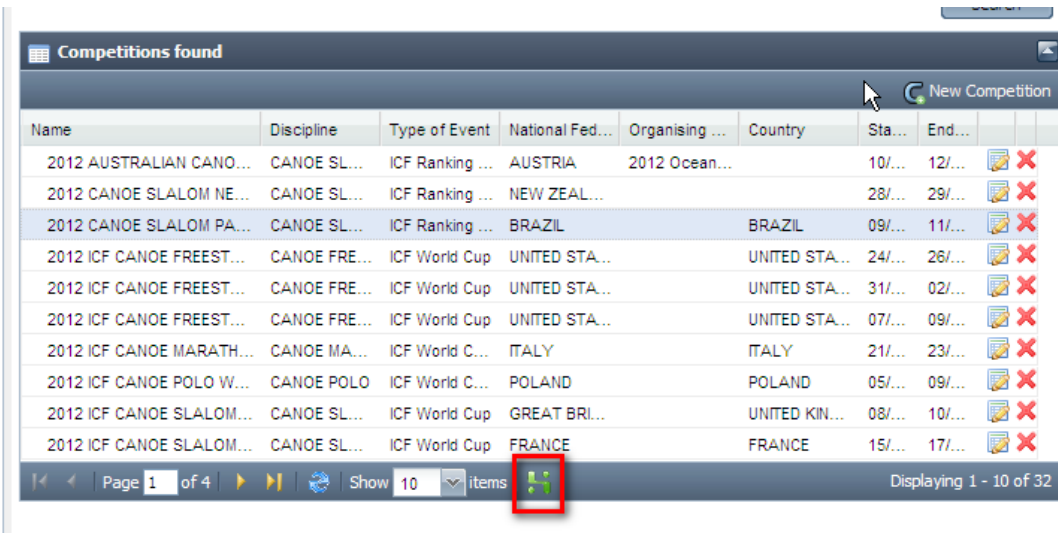 Competitions found
New Competition
Name Discipline Type of Event National Fed... Organising ... Country Sta... End...
2012 AUSTRALIAN CANO... CANOE SL... ICF Ranking ... AUSTRIA 2012 Ocean... 10/... 12/...
2012 CANOE SLALOM NE... CANOE SL... ICF Ranking ... NEW ZEAL... 28/... 29/...
2012 CANOE SLALOM PA... CANOE SL... ICF Ranking ... BRAZIL BRAZIL 09/... 11/...
2012 ICF CANOE FREEST... CANOE FRE... ICF World Cup UNITED STA... UNITED STA... 24/... 26/...
2012 ICF CANOE FREEST... CANOE FRE... ICF World Cup UNITED STA... UNITED STA... 31/... 02/...
2012 ICF CANOE FREEST... CANOE FRE... ICF World Cup UNITED STA... UNITED STA... 07/... 09/...
2012 ICF CANOE MARATH... CANOE MA... ICF World C... ITALY ITALY 21/... 23/...
2012 ICF CANOE POLO W... CANOE POLO ICF World C... POLAND POLAND 05/... 09/...
2012 ICF CANOE SLALOM... CANOE SL... ICF World Cup GREAT BRI... UNITED KIN... 08/... 10/...
2012 ICF CANOE SLALOM... CANOE SL... ICF World Cup FRANCE FRANCE 15/... 17/...
Page 1 of 4 Show 10 items Displaying 1 - 10 of 32